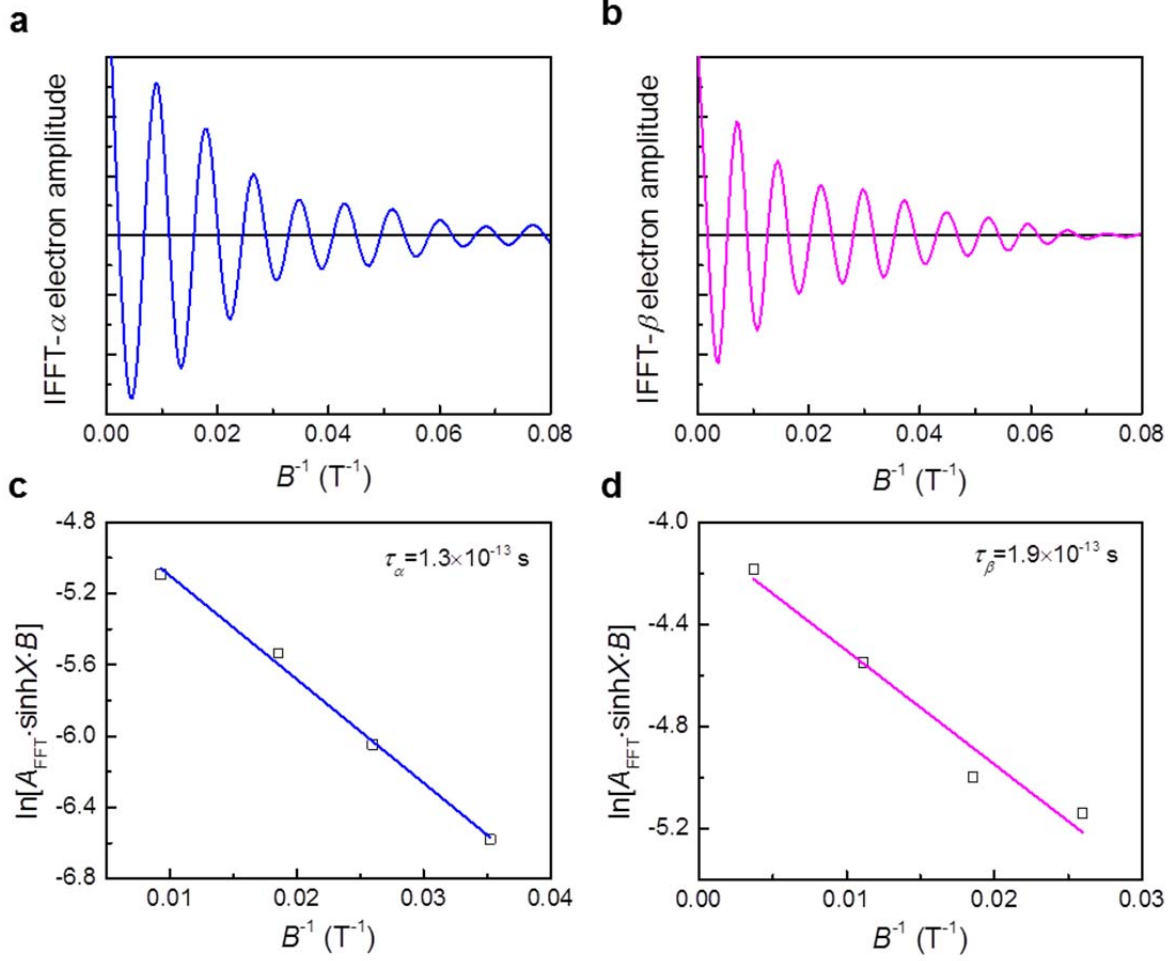 a
IFFT-α electron amplitude
0.00 0.02 0.04 0.06 0.08
B⁻¹ (T⁻¹)
b
IFFT-β electron amplitude
0.00 0.02 0.04 0.06 0.08
B⁻¹ (T⁻¹)
c
ln[A_FFT·sinhX·B]
-4.8
-5.2
-5.6
-6.0
-6.4
-6.8
τ_α=1.3×10⁻¹³ s
0.01 0.02 0.03 0.04
B⁻¹ (T⁻¹)
d
ln[A_FFT·sinhX·B]
-4.0
-4.4
-4.8
-5.2
τ_β=1.9×10⁻¹³ s
0.00 0.01 0.02 0.03
B⁻¹ (T⁻¹)